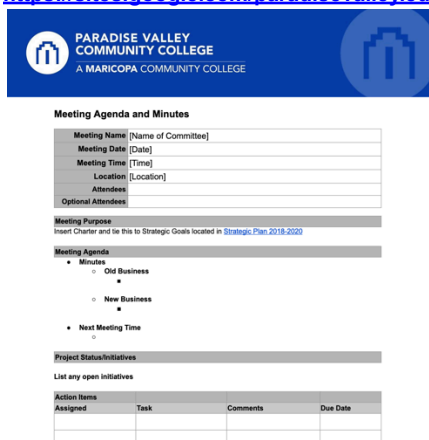 PARADISE VALLEY
COMMUNITY COLLEGE
A MARICOPA COMMUNITY COLLEGE
Meeting Agenda and Minutes
Meeting Name [Name of Committee]
Meeting Date [Date]
Meeting Time [Time]
Location [Location]
Attendees
Optional Attendees
Meeting Purpose
Insert Charter and tie this to Strategic Goals located in Strategic Plan 2018-2020
Meeting Agenda
Minutes
Old Business
New Business
Next Meeting Time
Project Status/Initiatives
List any open initiatives
Action Items
Assigned Task Comments Due Date